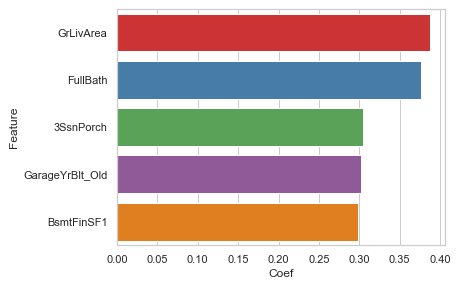 GrLivArea
FullBath
3SsnPorch
GarageYrBlt_Old
BsmtFinSF1
Feature
0.00 0.05 0.10 0.15 0.20 0.25 0.30 0.35 0.40
Coef